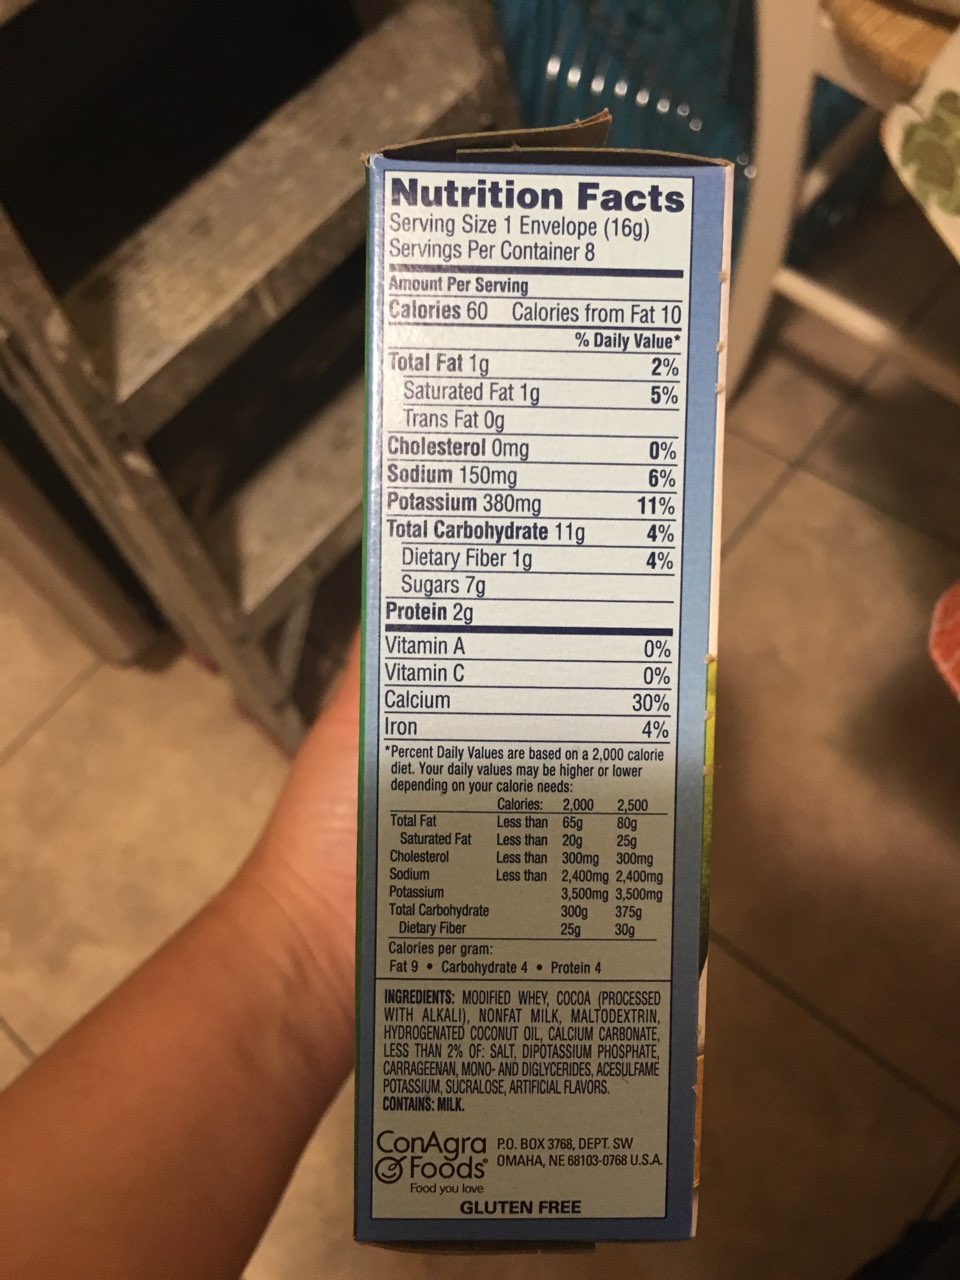 Nutrition Facts
Serving Size 1 Envelope (16g)
Servings Per Container 8
Amount Per Serving
Calories 60 Calories from Fat 10
% Daily Value*
Total Fat 1g 2%
Saturated Fat 1g 5%
Trans Fat 0g
Cholesterol 0mg 0%
Sodium 150mg 6%
Potassium 380mg 11%
Total Carbohydrate 11g 4%
Dietary Fiber 1g 4%
Sugars 7g
Protein 2g
Vitamin A 0%
Vitamin C 0%
Calcium 30%
Iron 4%
*Percent Daily Values are based on a 2,000 calorie
diet. Your daily values may be higher or lower
depending on your calorie needs:
Calories: 2,000 2,500
Total Fat Less than 65g 80g
Saturated Fat Less than 20g 25g
Cholesterol Less than 300mg 300mg
Sodium Less than 2,400mg 2,400mg
Potassium 3,500mg 3,500mg
Total Carbohydrate 300g 375g
Dietary Fiber 25g 30g
Calories per gram:
Fat 9 • Carbohydrate 4 • Protein 4
INGREDIENTS: MODIFIED WHEY, COCOA (PROCESSED
WITH ALKALI), NONFAT MILK, MALTODEXTRIN,
HYDROGENATED COCONUT OIL, CALCIUM CARBONATE,
LESS THAN 2% OF: SALT, DIPOTASSIUM PHOSPHATE,
CARRAGEENAN, MONO- AND DIGLYCERIDES, ACESULFAME
POTASSIUM, SUCRALOSE, ARTIFICIAL FLAVORS.
CONTAINS: MILK.
ConAgra P.O. BOX 3768, DEPT. SW
Foods® OMAHA, NE 68103-0768 U.S.A.
Food you love
GLUTEN FREE